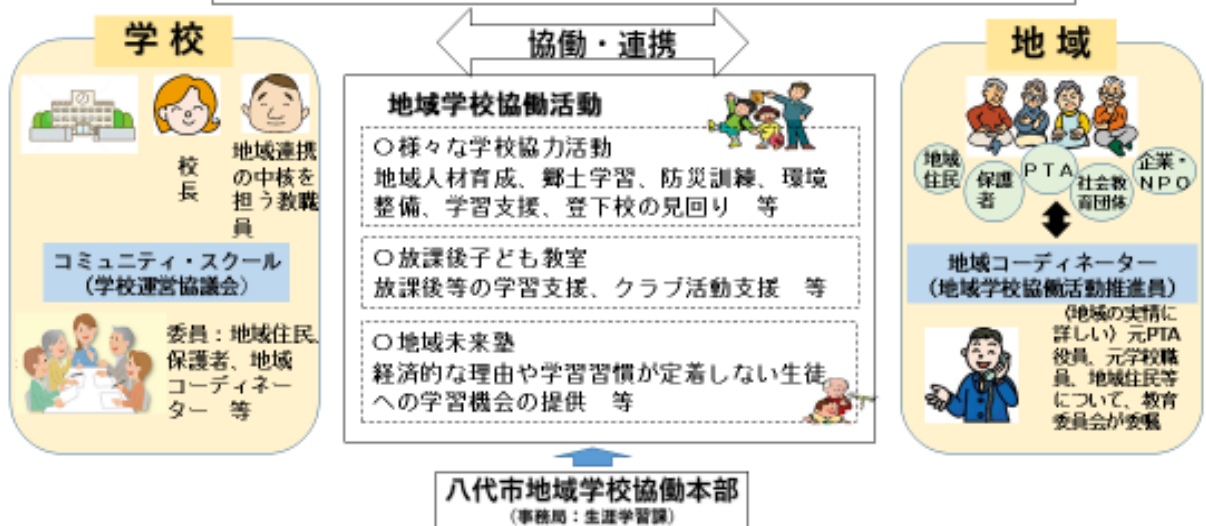 学校
校長
地域連携
の中核を
担う教職
員
コミュニティ・スクール
(学校運営協議会)
委員:地域住民、
保護者、地域
コーディネー
ター 等
協働・連携
地域学校協働活動
○様々な学校協力活動
地域人材育成、郷土学習、防災訓練、環境
整備、学習支援、登下校の見回り 等
○放課後子ども教室
放課後等の学習支援、クラブ活動支援 等
○地域未来塾
経済的な理由や学習習慣が定着しない生徒
への学習機会の提供 等
八代市地域学校協働本部
(事務局:生涯学習課)
地域
地域
住民
保護
者
PTA
社会教
育団体
企業・
NPO
地域コーディネーター
(地域学校協働活動推進員)
(地域の実情に
詳しい)元PTA
役員、元学校職
員、地域住民等
について、教育
委員会が委嘱